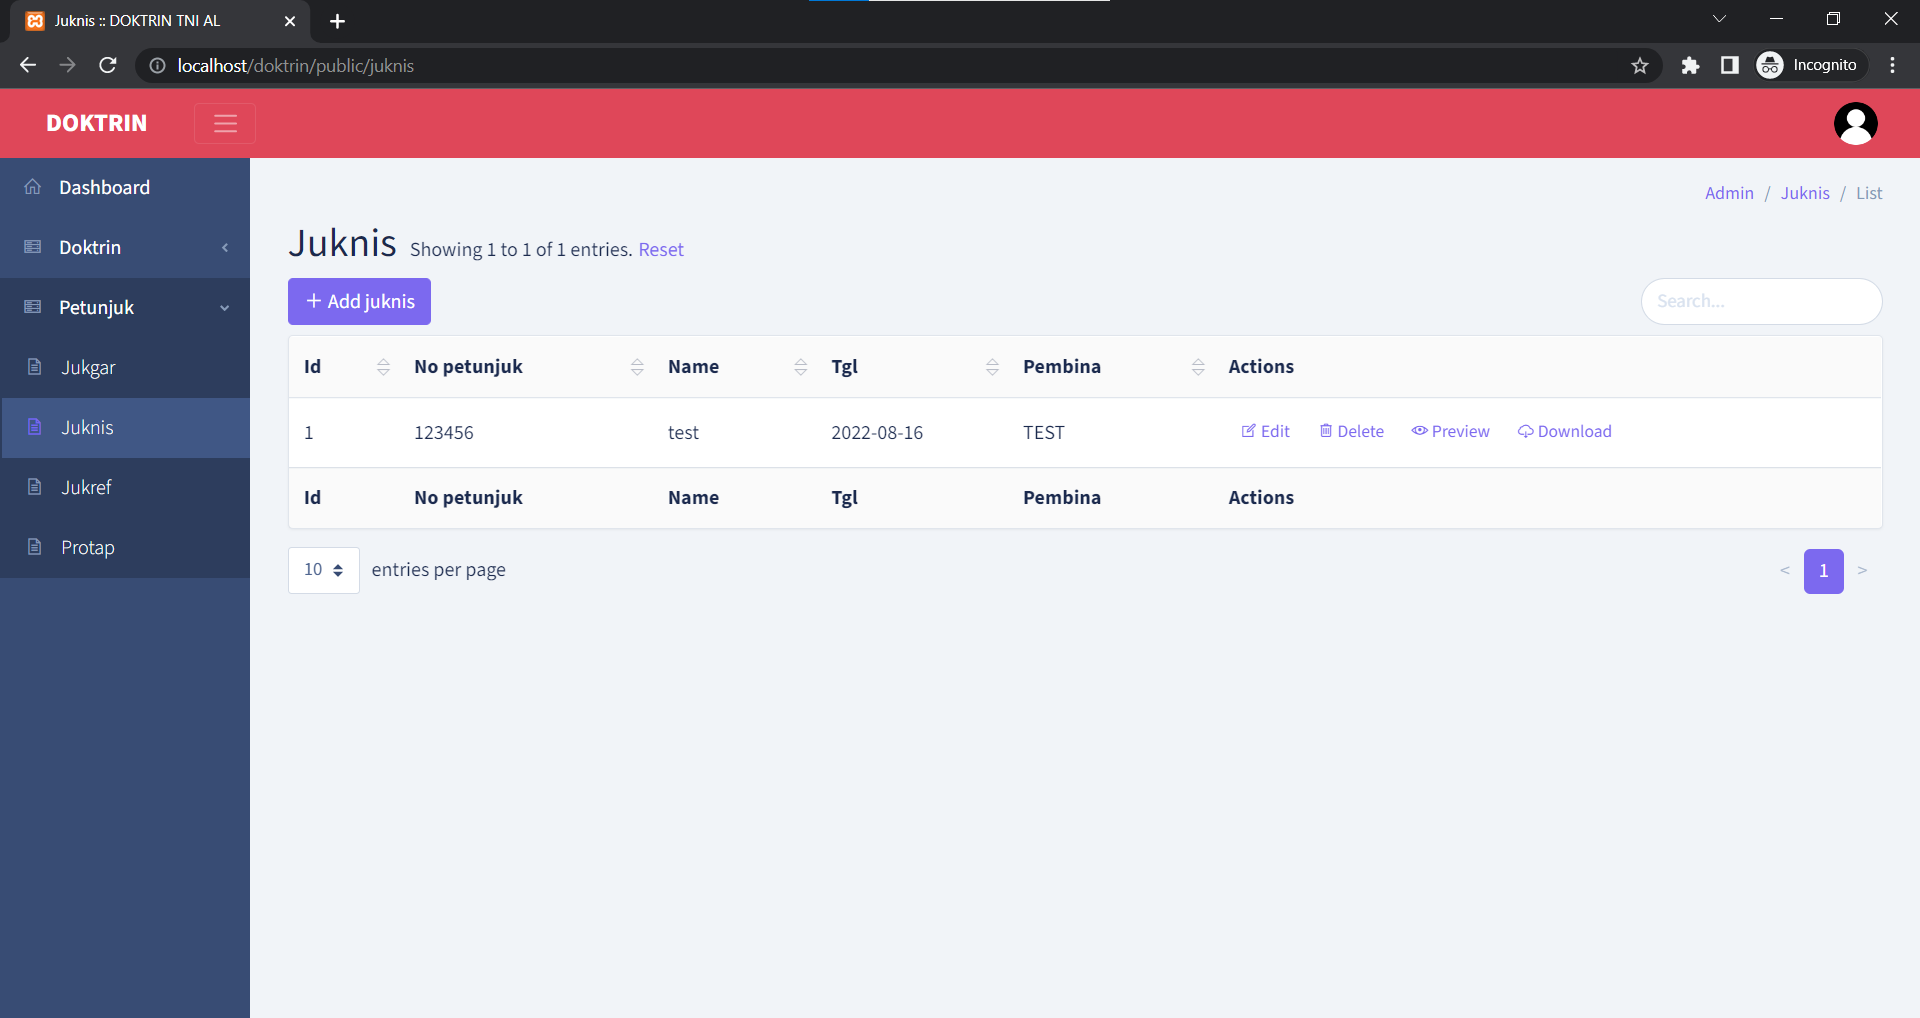 Juknis :: DOKTRIN TNI AL
localhost/doktrin/public/juknis
Incognito
DOKTRIN
Dashboard
Doktrin
Petunjuk
Jukgar
Juknis
Jukref
Protap
Admin / Juknis / List
Juknis Showing 1 to 1 of 1 entries. Reset
+ Add juknis
Search...
Id No petunjuk Name Tgl Pembina Actions
1 123456 test 2022-08-16 TEST Edit Delete Preview Download
Id No petunjuk Name Tgl Pembina Actions
10 entries per page
< 1 >